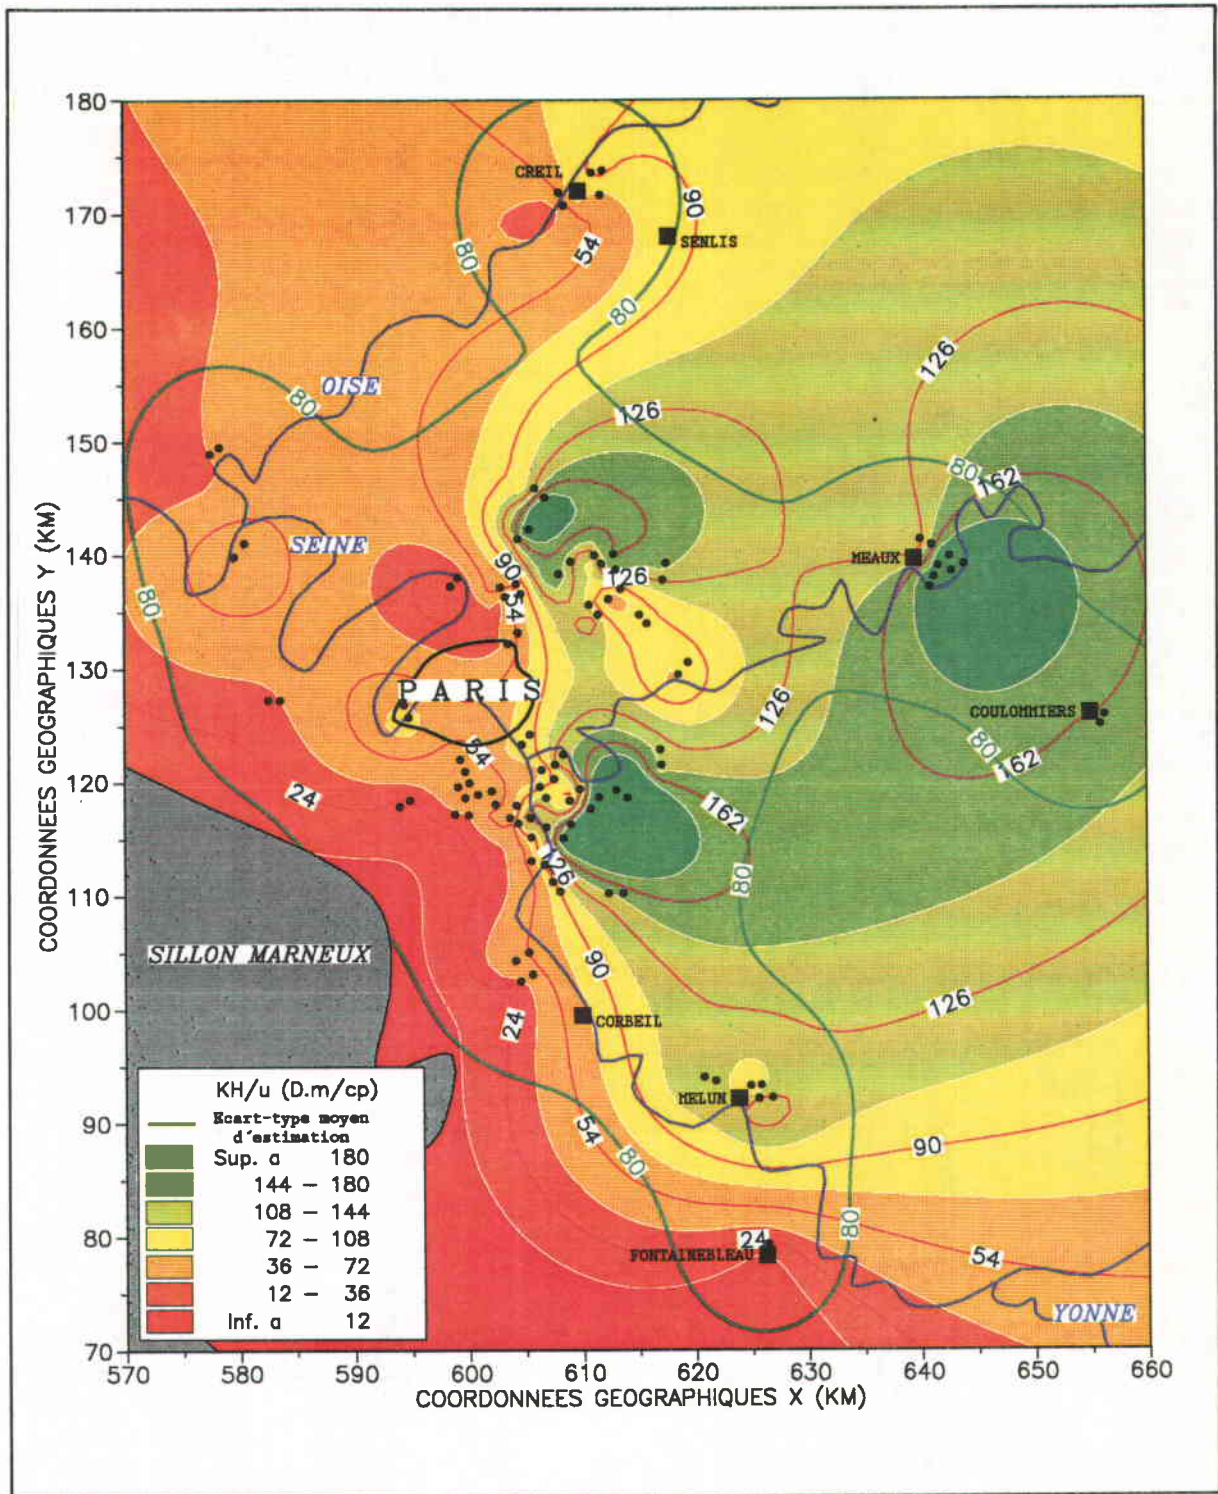 180
170
160
150
140
130
120
110
100
90
80
70
COORDONNEES GEOGRAPHIQUES Y (KM)
CREIL
90
SENLIS
54
80
80
126
OISE
80
126
80
162
SEINE
90
126
MEAUX
54
80
PARIS
126
COULOMMIERS
54
80
162
24
162
126
80
SILLON MARNEUX
90
126
24
CORBEIL
MELUN
54
90
80
80
24
FONTAINEBLEAU
54
YONNE
KH/u (D.m/cp)
Ecart-type moyen
d'estimation
Sup. a 180
144 – 180
108 – 144
72 – 108
36 – 72
12 – 36
Inf. a 12
570 580 590 600 610 620 630 640 650 660
COORDONNEES GEOGRAPHIQUES X (KM)